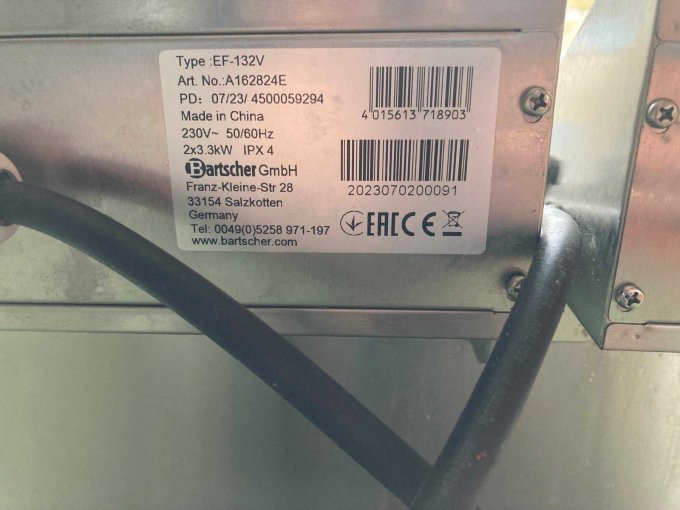 Type :EF-132V
Art. No.:A162824E
PD: 07/23/ 4500059294
Made in China
230V~ 50/60Hz
2x3.3kW IPX 4
Bartscher GmbH
Franz-Kleine-Str 28
33154 Salzkotten
Germany
Tel: 0049(0)5258 971-197
www.bartscher.com
4 015613 718903
2023070200091
EAC CE